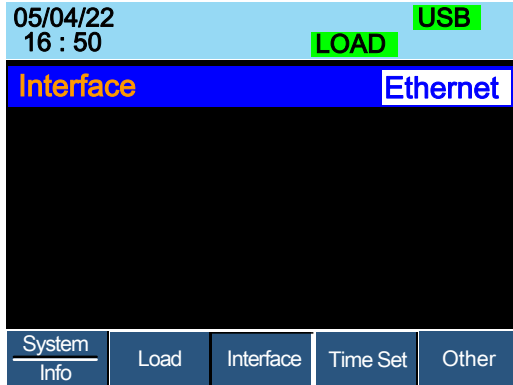 05/04/22 USB
16 : 50 LOAD
Interface Ethernet
System
Info
Load
Interface
Time Set
Other